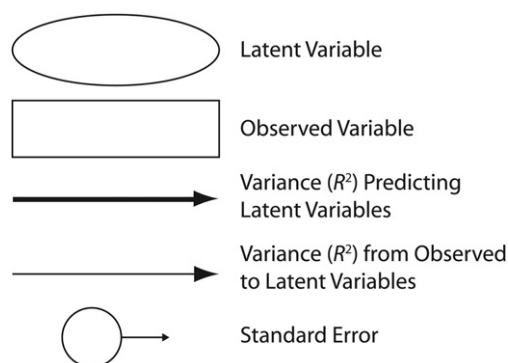 Latent Variable
Observed Variable
Variance (R²) Predicting
Latent Variables
Variance (R²) from Observed
to Latent Variables
Standard Error